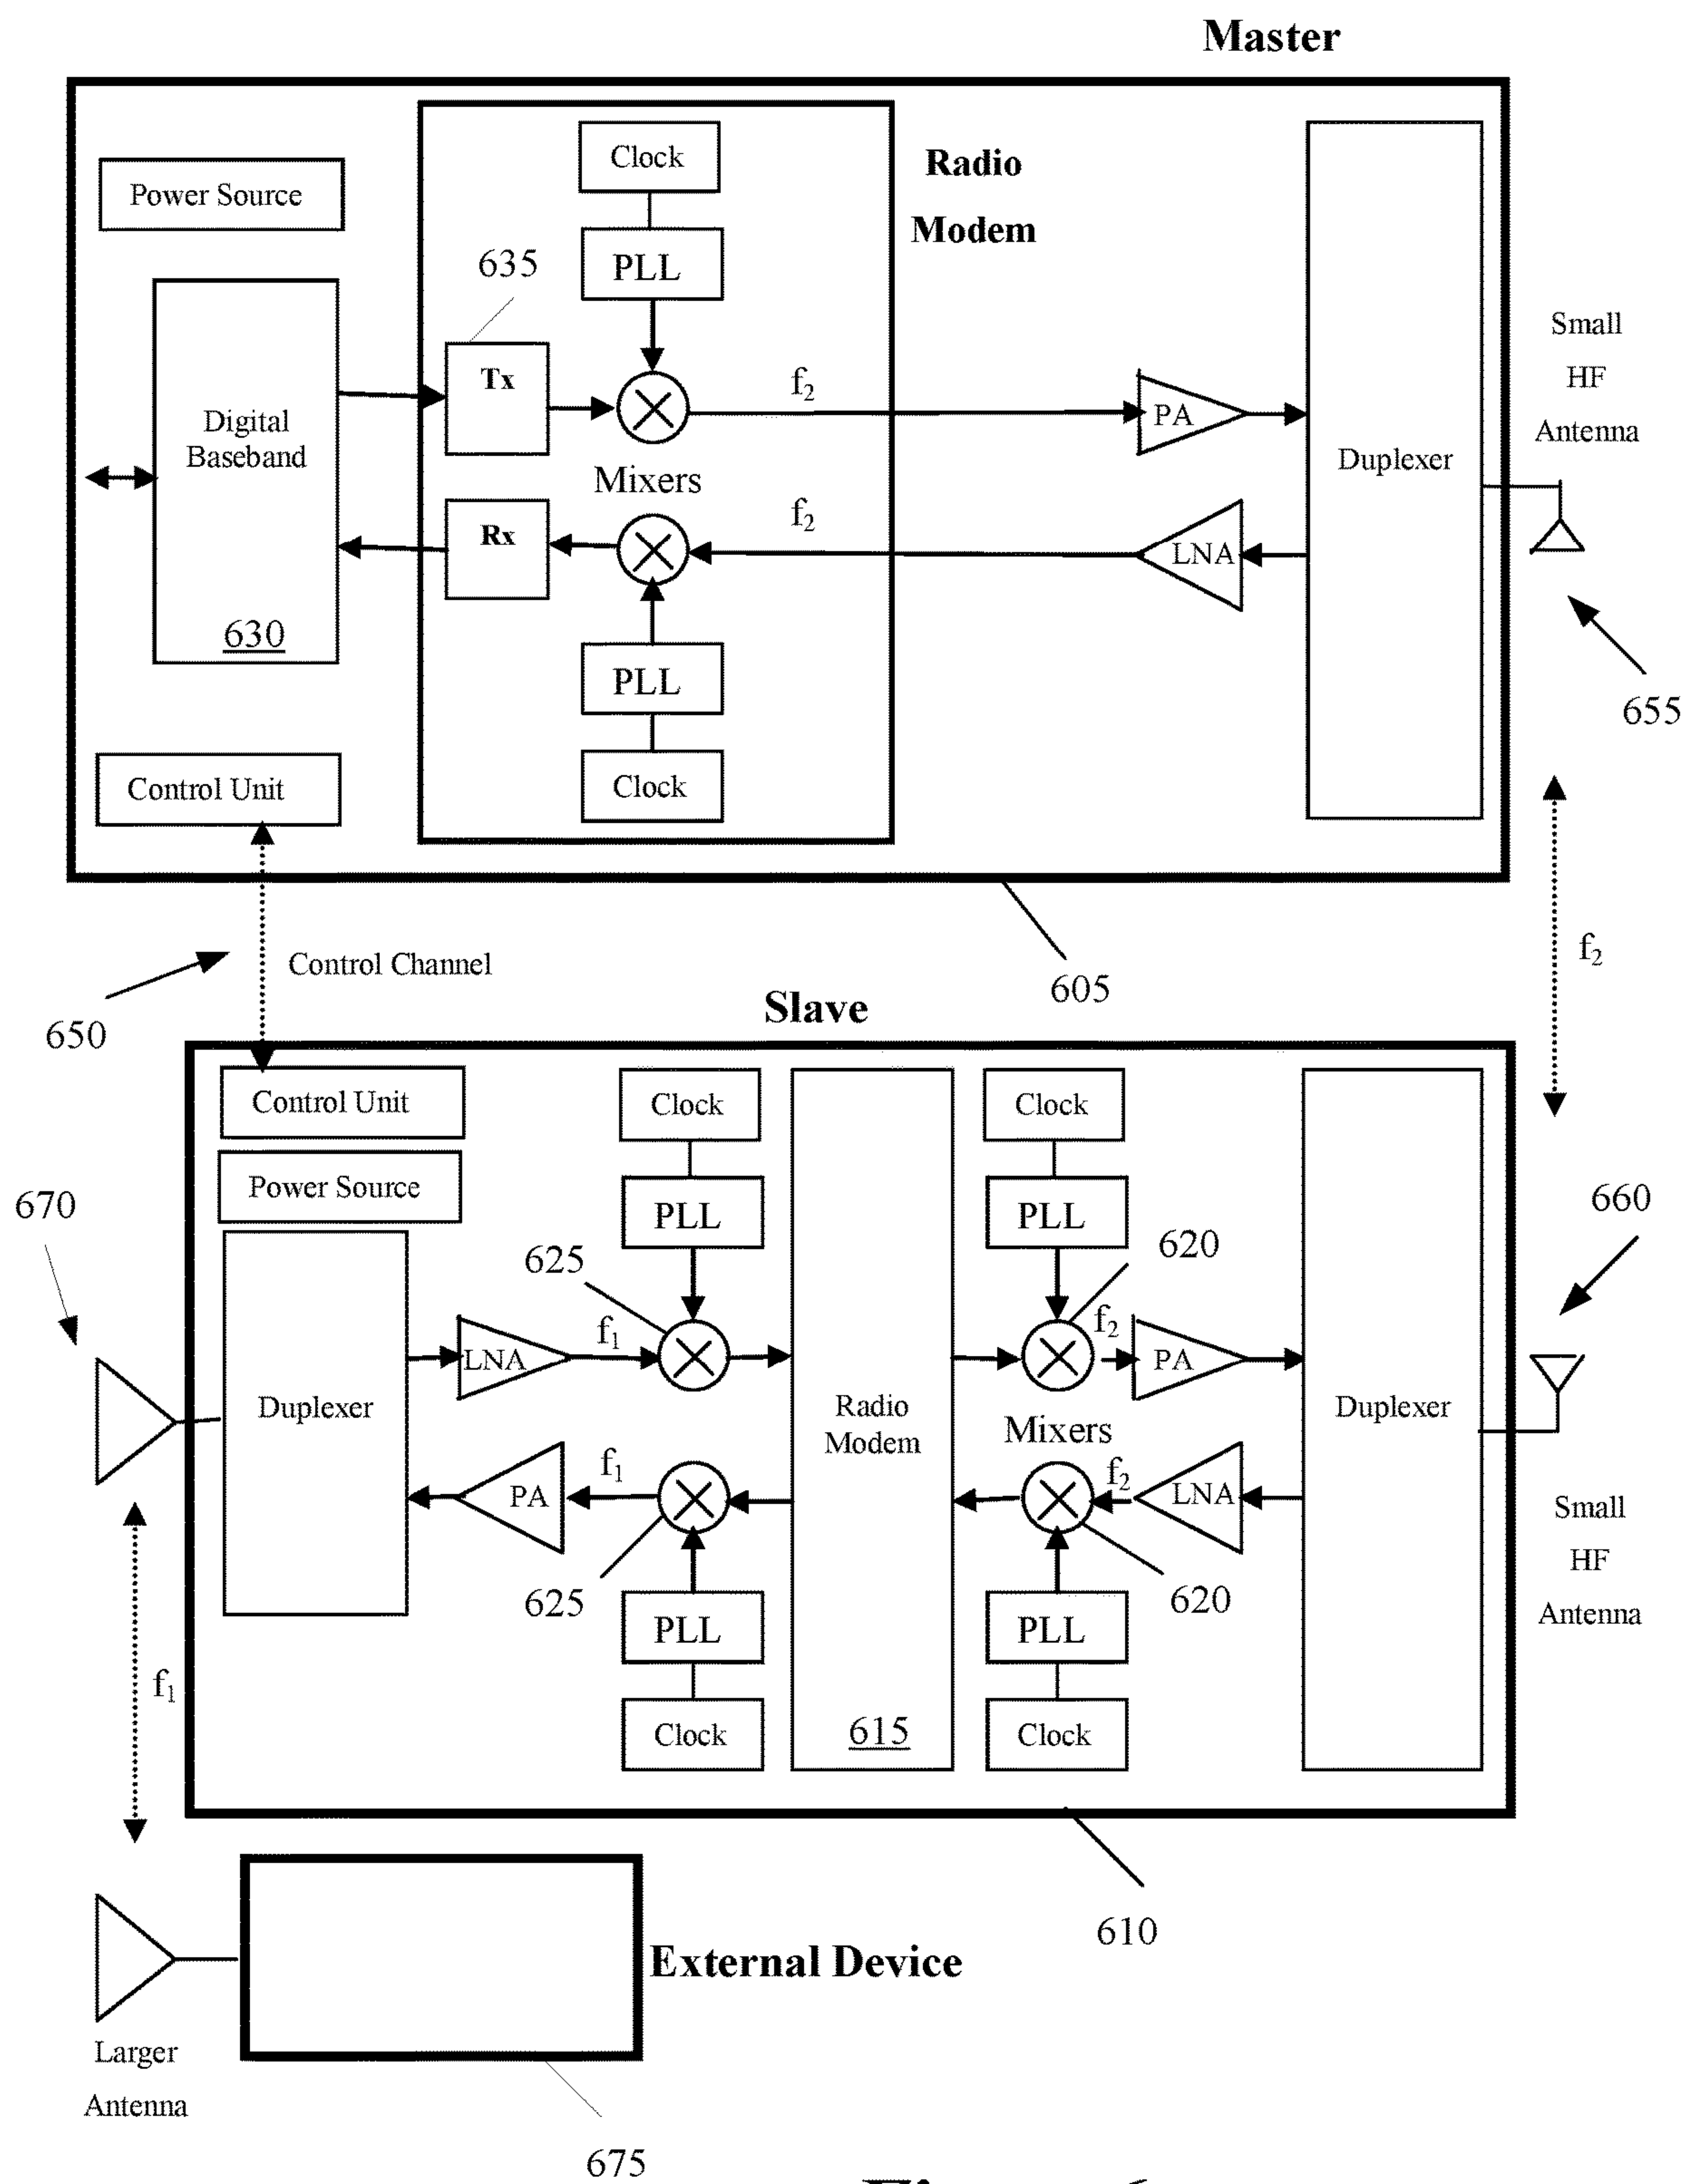 Master
Clock
Radio
Modem
Power Source
PLL
635
Small
HF
Antenna
Tx
f2
PA
Digital
Baseband
Duplexer
Mixers
Rx
f2
LNA
630
PLL
655
Control Unit
Clock
f2
Control Channel
605
650
Slave
Control Unit
Clock
Clock
Power Source
PLL
PLL
670
660
625
620
f1
f2
LNA
PA
Duplexer
Radio
Modem
Duplexer
Mixers
f1
f2
PA
LNA
Small
HF
Antenna
625
620
PLL
PLL
f1
Clock
615
Clock
610
External Device
Larger
Antenna
675